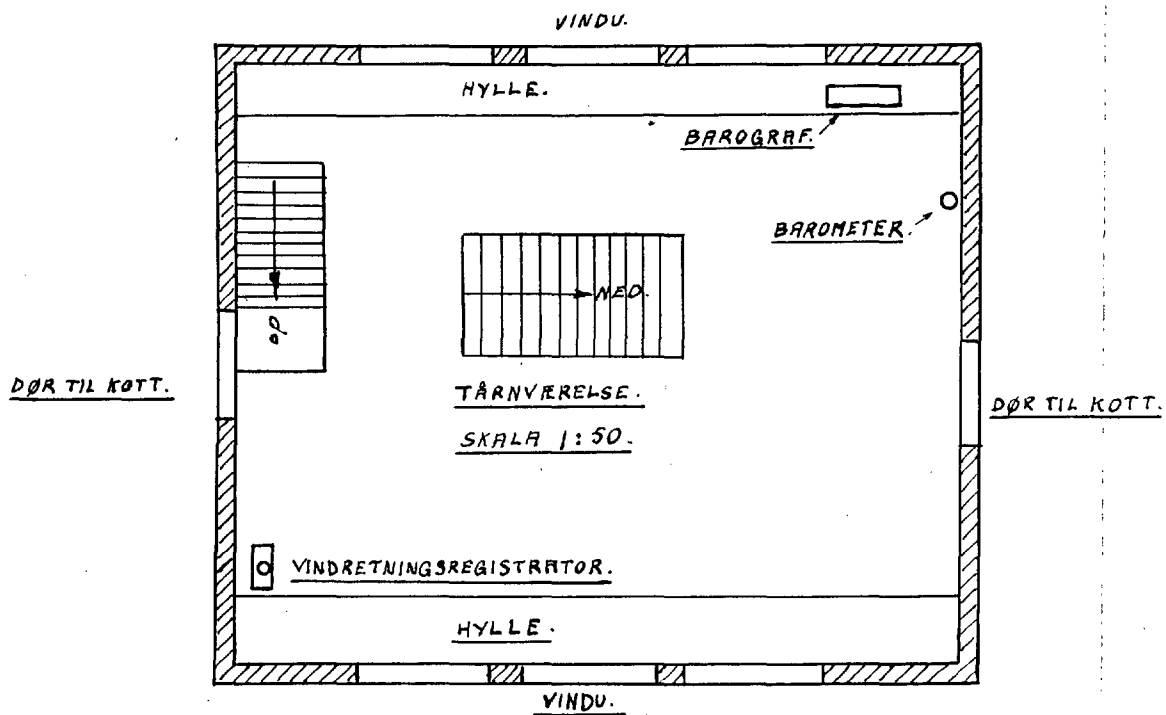 VINDU.
HYLLE.
BAROGRAF.
BAROMETER.
NED.
OP
DØR TIL KOTT.
TÅRNVÆRELSE.
DØR TIL KOTT.
SKALA 1:50.
VINDRETNINGSREGISTRATOR.
HYLLE.
VINDU.